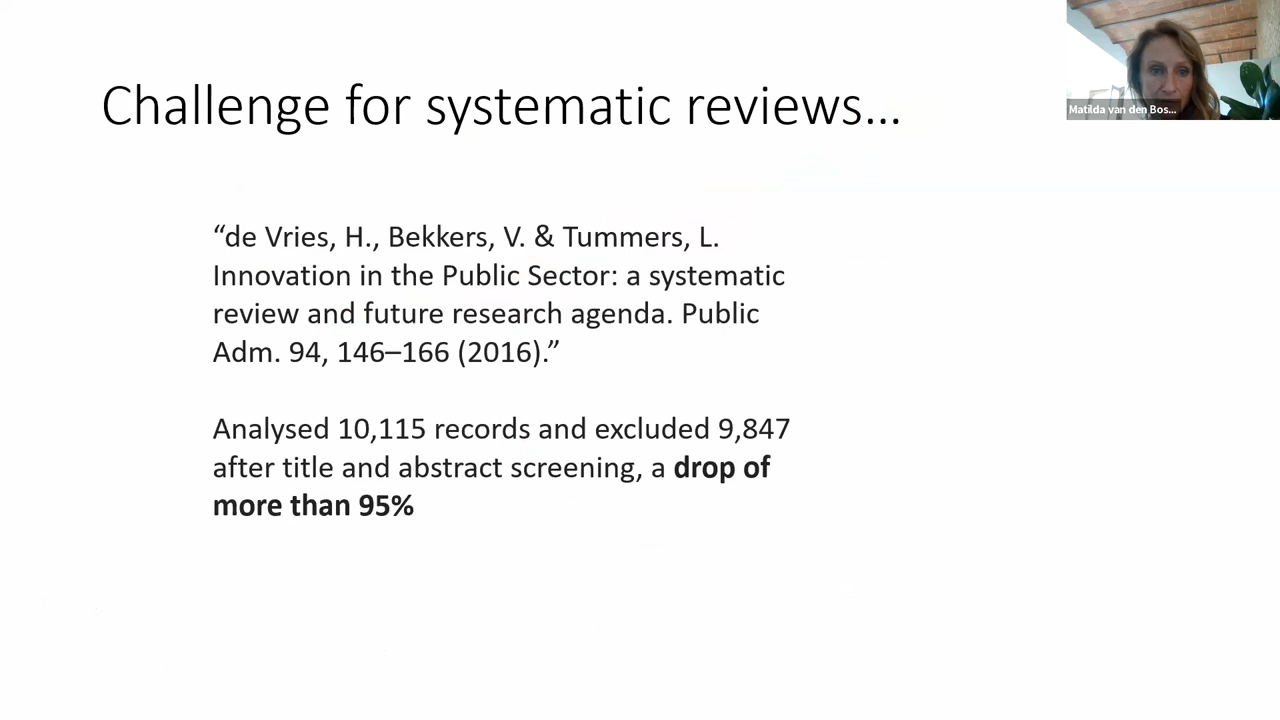 Challenge for systematic reviews…
Matilda van den Bos...
“de Vries, H., Bekkers, V. & Tummers, L.
Innovation in the Public Sector: a systematic
review and future research agenda. Public
Adm. 94, 146–166 (2016).”
Analysed 10,115 records and excluded 9,847
after title and abstract screening, a drop of
more than 95%